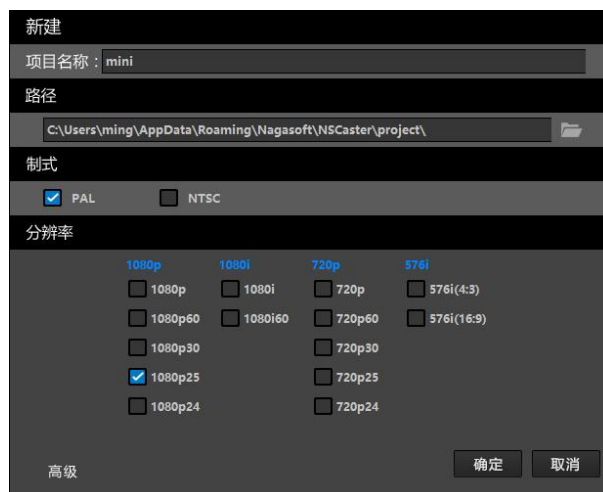 新建
项目名称：mini
路径
C:\Users\ming\AppData\Roaming\Nagasoft\NSCaster\project\
制式
PAL NTSC
分辨率
1080p 1080i 720p 576i
1080p 1080i 720p 576i(4:3)
1080p60 1080i60 720p60 576i(16:9)
1080p30 720p30
1080p25 720p25
1080p24 720p24
高级 确定 取消